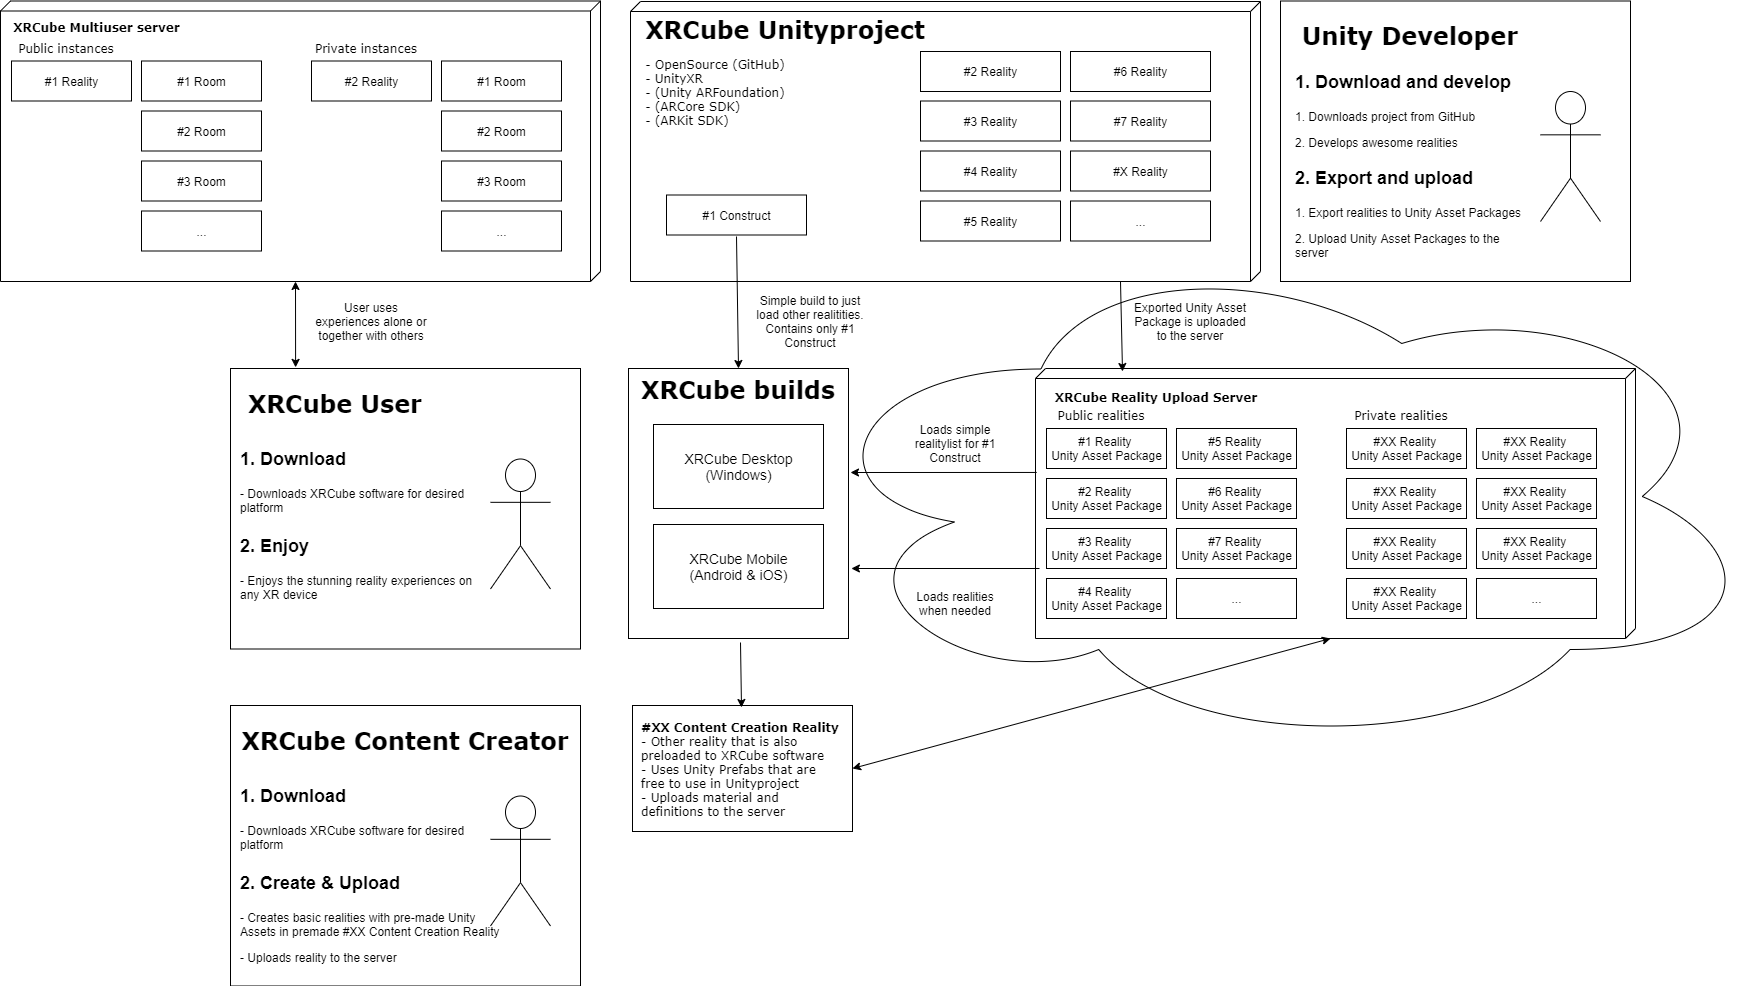 XRCube Multiuser server
Public instances
Private instances
#1 Reality
#1 Room
#2 Room
#3 Room
...
#2 Reality
#1 Room
#2 Room
#3 Room
...
XRCube Unityproject
- OpenSource (GitHub)
- UnityXR
- (Unity ARFoundation)
- (ARCore SDK)
- (ARKit SDK)
#1 Construct
#2 Reality
#6 Reality
#3 Reality
#7 Reality
#4 Reality
#X Reality
#5 Reality
...
Unity Developer
1. Download and develop
1. Downloads project from GitHub
2. Develops awesome realities
2. Export and upload
1. Export realities to Unity Asset Packages
2. Upload Unity Asset Packages to the
server
User uses
experiences alone or
together with others
Simple build to just
load other realitities.
Contains only #1
Construct
Exported Unity Asset
Package is uploaded
to the server
XRCube User
1. Download
- Downloads XRCube software for desired
platform
2. Enjoy
- Enjoys the stunning reality experiences on
any XR device
XRCube builds
XRCube Desktop
(Windows)
XRCube Mobile
(Android & iOS)
Loads simple
realitylist for #1
Construct
Loads realities
when needed
XRCube Reality Upload Server
Public realities
Private realities
#1 Reality
Unity Asset Package
#5 Reality
Unity Asset Package
#XX Reality
Unity Asset Package
#XX Reality
Unity Asset Package
#2 Reality
Unity Asset Package
#6 Reality
Unity Asset Package
#XX Reality
Unity Asset Package
#XX Reality
Unity Asset Package
#3 Reality
Unity Asset Package
#7 Reality
Unity Asset Package
#XX Reality
Unity Asset Package
#XX Reality
Unity Asset Package
#4 Reality
Unity Asset Package
...
#XX Reality
Unity Asset Package
...
XRCube Content Creator
1. Download
- Downloads XRCube software for desired
platform
2. Create & Upload
- Creates basic realities with pre-made Unity
Assets in premade #XX Content Creation Reality
- Uploads reality to the server
#XX Content Creation Reality
- Other reality that is also
preloaded to XRCube software
- Uses Unity Prefabs that are
free to use in Unityproject
- Uploads material and
definitions to the server